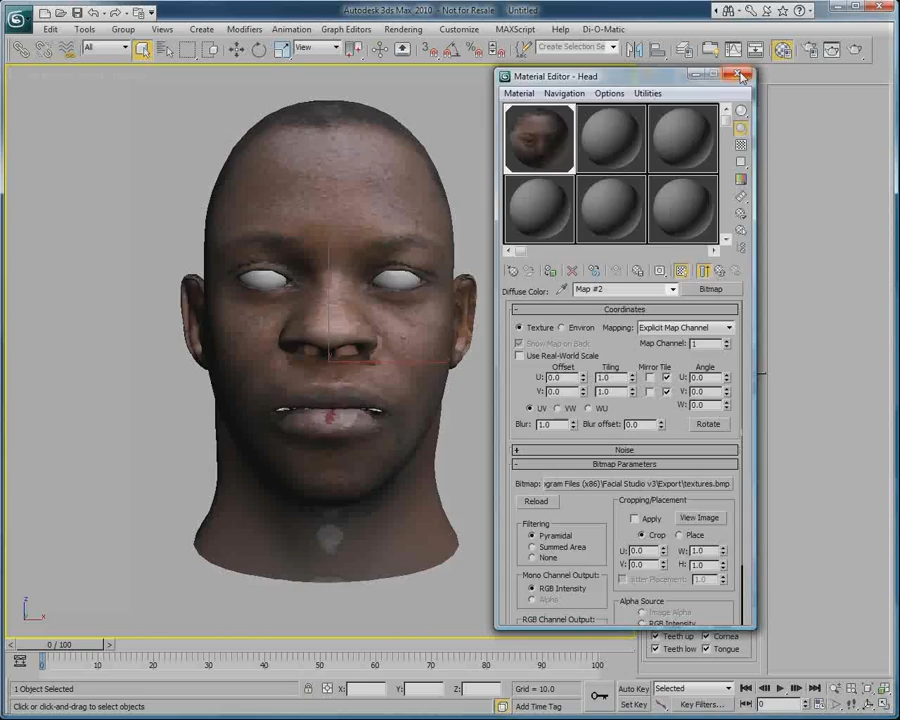 Autodesk 3ds Max 2010 - Not for Resale Untitled
Edit Tools Group Views Create Modifiers Animation Graph Editors Rendering Customize MAXScript Help Di-O-Matic
All View Create Selection Se
Material Editor - Head
Material Navigation Options Utilities
Diffuse Color: Map #2 Bitmap
- Coordinates
Texture Environ Mapping: Explicit Map Channel
Show Map on Back Map Channel: 1
Use Real-World Scale
Offset Tiling Mirror Tile Angle
U: 0.0 1.0 U: 0.0
V: 0.0 1.0 V: 0.0
W: 0.0
UV VW WU
Blur: 1.0 Blur offset: 0.0 Rotate
+ Noise
- Bitmap Parameters
Bitmap: ogram Files (x86)\Facial Studio v3\Export\textures.bmp
Reload
Cropping/Placement
Apply View Image
Crop Place
U: 0.0 W: 1.0
V: 0.0 H: 1.0
Jitter Placement: 1.0
Filtering
Pyramidal
Summed Area
None
Mono Channel Output:
RGB Intensity
Alpha
RGB Channel Output:
Alpha Source
Image Alpha
RGB Intensity
Teeth up Cornea
Teeth low Tongue
z
x
< 0 / 100 >
0 10 20 30 40 50 60 70 80 90 100
1 Object Selected X: Y: Z: Grid = 10.0 Auto Key Selected
Click or click-and-drag to select objects Add Time Tag Set Key Key Filters... 0